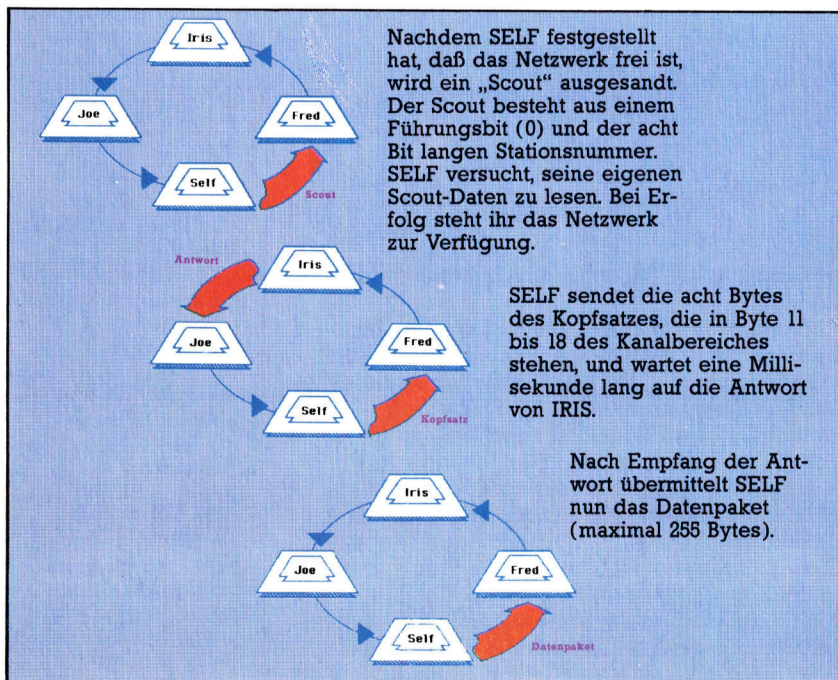 Iris
Joe
Fred
Self
Scout
Nachdem SELF festgestellt
hat, daß das Netzwerk frei ist,
wird ein „Scout" ausgesandt.
Der Scout besteht aus einem
Führungsbit (0) und der acht
Bit langen Stationsnummer.
SELF versucht, seine eigenen
Scout-Daten zu lesen. Bei Er-
folg steht ihr das Netzwerk
zur Verfügung.
Antwort
Iris
Joe
Fred
Self
Kopfsatz
SELF sendet die acht Bytes
des Kopfsatzes, die in Byte 11
bis 18 des Kanalbereiches
stehen, und wartet eine Milli-
sekunde lang auf die Antwort
von IRIS.
Iris
Joe
Fred
Self
Datenpaket
Nach Empfang der Ant-
wort übermittelt SELF
nun das Datenpaket
(maximal 255 Bytes).